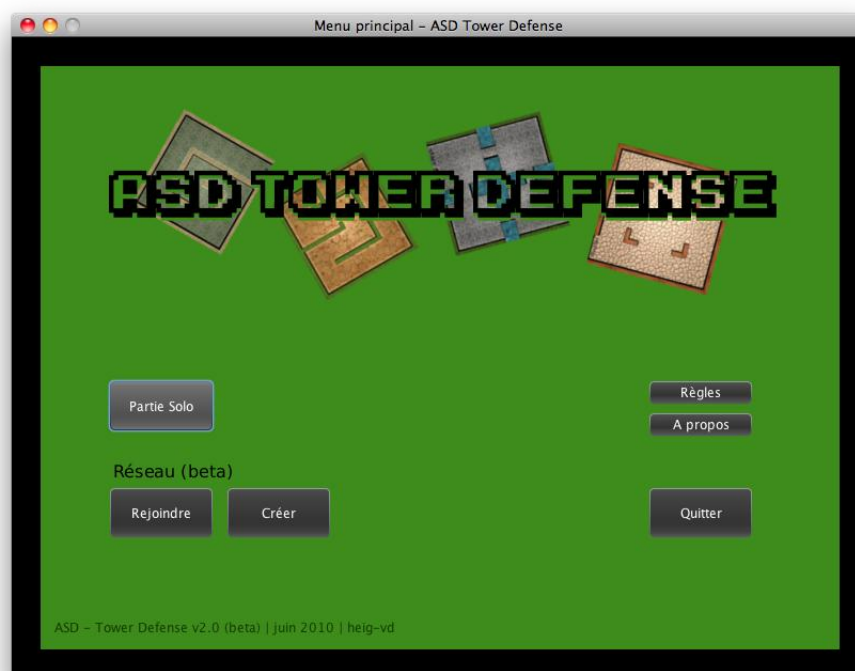 Menu principal – ASD Tower Defense
ASD TOWER DEFENSE
Partie Solo
Règles
A propos
Réseau (beta)
Rejoindre
Créer
Quitter
ASD – Tower Defense v2.0 (beta) | juin 2010 | heig-vd